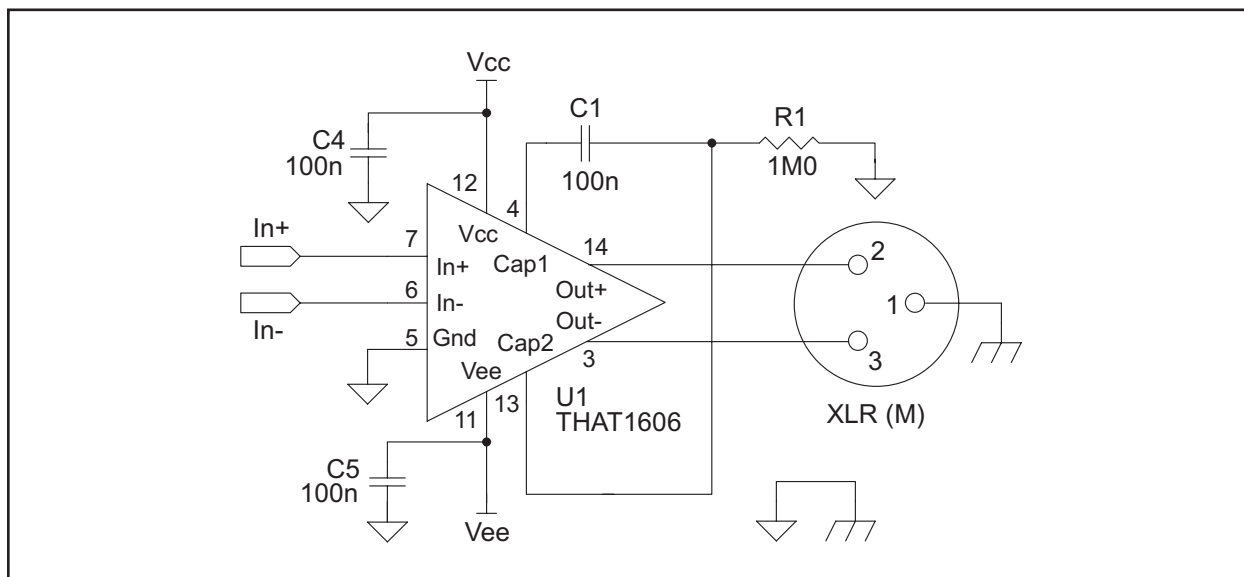 Vcc
C4
100n
C1
100n
R1
1M0
12
4
In+
7
Vcc
Cap1
14
2
In+
Out+
In-
6
In-
Out-
1
5
Gnd
Cap2
3
3
Vee
11
13
U1
THAT1606
XLR (M)
C5
100n
Vee